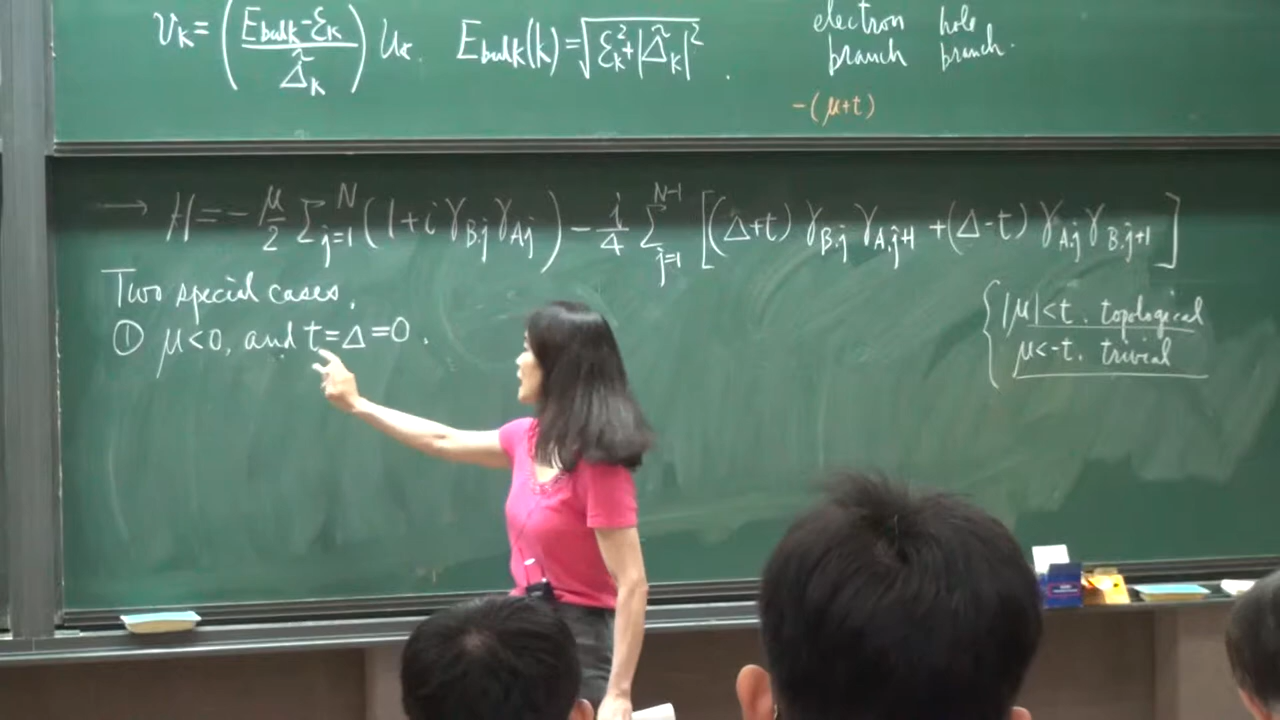 v_k = ( (E_bulk - ε_k) / Δ̃_k ) u_k. E_bulk(k) = √(ε_k² + |Δ̃_k|²) .
electron hole
branch branch.
-(μ+t)
→ H = -μ/2 Σ_{j=1}^{N} (1 + i γ_{B,j} γ_{A,j}) - i/4 Σ_{j=1}^{N-1} [(Δ+t) γ_{B,j} γ_{A,j+1} + (Δ-t) γ_{A,j} γ_{B,j+1}]
Two special cases.
① μ<0, and t=Δ=0.
{ |μ|<t. topological
μ<-t. trivial